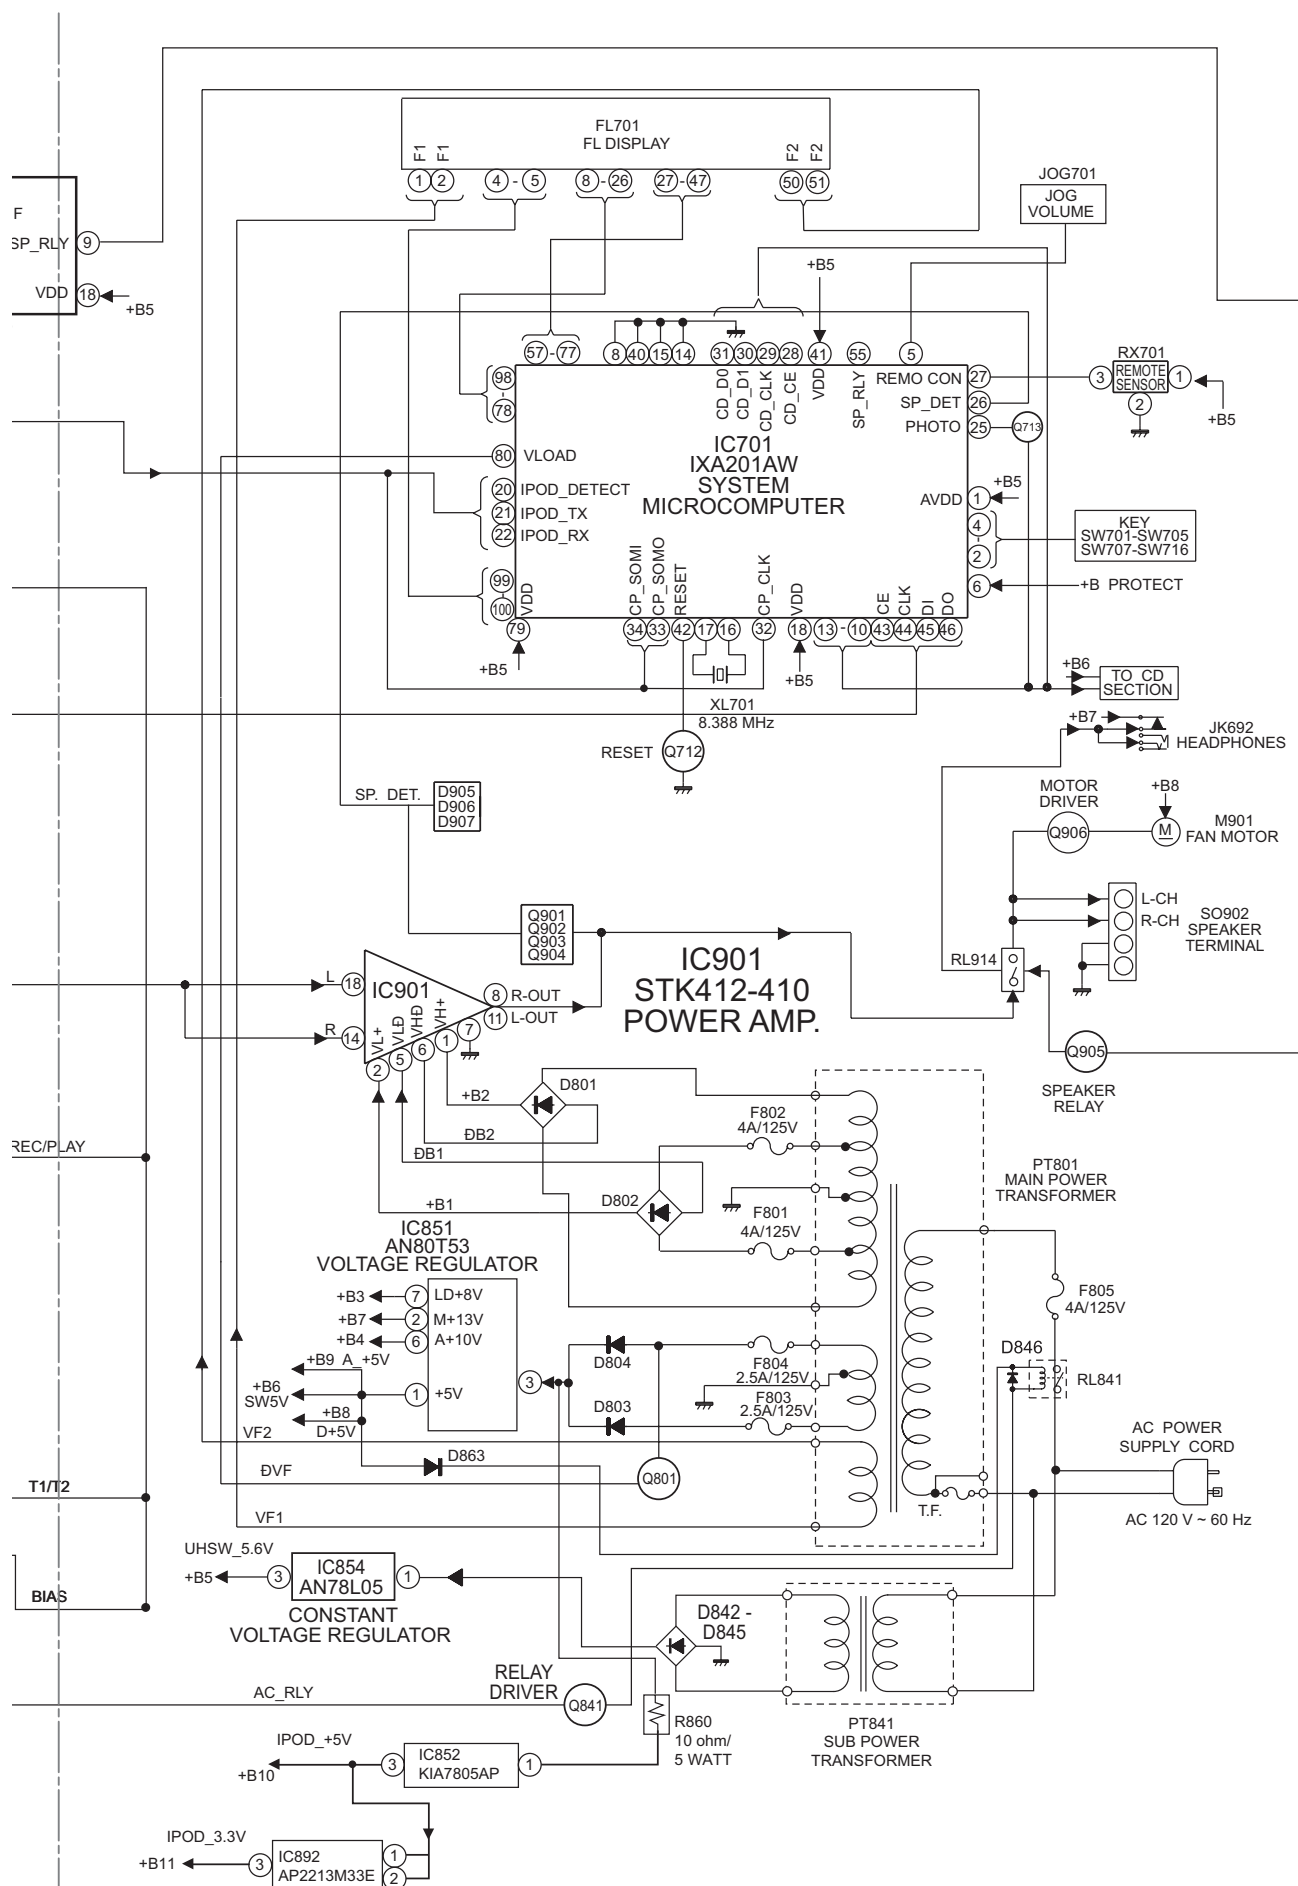 FL701
FL DISPLAY
F1
F1
F2
F2
1
2
4
-
5
8
-
26
27
-
47
50
51
JOG701
JOG
VOLUME
F
SP_RLY
9
VDD
18
+B5
+B5
57
-
77
8
40
15
14
31
30
29
28
41
55
5
RX701
REMOTE
SENSOR
3
1
2
+B5
98
-
78
CD_D0
CD_D1
CD_CLK
CD_CE
VDD
SP_RLY
REMO CON
27
SP_DET
26
PHOTO
25
Q713
80
VLOAD
IC701
IXA201AW
SYSTEM
MICROCOMPUTER
20
IPOD_DETECT
21
IPOD_TX
22
IPOD_RX
AVDD
1
+B5
4
-
2
KEY
SW701-SW705
SW707-SW716
6
+B PROTECT
99
-
100
VDD
CP_SOMI
CP_SOMO
RESET
CP_CLK
VDD
CE
CLK
DI
DO
79
34
33
42
17
16
32
18
13
-
10
43
44
45
46
+B5
+B5
+B6
TO CD
SECTION
XL701
8.388 MHz
RESET
Q712
+B7
JK692
HEADPHONES
SP. DET.
D905
D906
D907
MOTOR
DRIVER
Q906
+B8
M
M901
FAN MOTOR
Q901
Q902
Q903
Q904
L-CH
R-CH
SO902
SPEAKER
TERMINAL
IC901
STK412-410
POWER AMP.
RL914
L
18
R
14
IC901
8
R-OUT
11
L-OUT
VL+
VLĐ
VHĐ
VH+
7
1
6
5
2
Q905
SPEAKER
RELAY
+B2
D801
ĐB2
ĐB1
+B1
D802
F802
4A/125V
F801
4A/125V
PT801
MAIN POWER
TRANSFORMER
REC/PLAY
IC851
AN80T53
VOLTAGE REGULATOR
+B3
7
LD+8V
+B7
2
M+13V
+B4
6
A+10V
+B9 A_+5V
+B6
SW5V
1
+5V
3
+B8
D+5V
D804
D803
F804
2.5A/125V
F803
2.5A/125V
F805
4A/125V
D846
RL841
VF2
D863
ĐVF
Q801
VF1
T.F.
AC POWER
SUPPLY CORD
AC 120 V ~ 60 Hz
T1/T2
BIAS
UHSW_5.6V
+B5
3
IC854
AN78L05
1
CONSTANT
VOLTAGE REGULATOR
D842 -
D845
PT841
SUB POWER
TRANSFORMER
AC_RLY
RELAY
DRIVER
Q841
R860
10 ohm/
5 WATT
IPOD_+5V
+B10
3
IC852
KIA7805AP
1
IPOD_3.3V
+B11
3
IC892
AP2213M33E
1
2